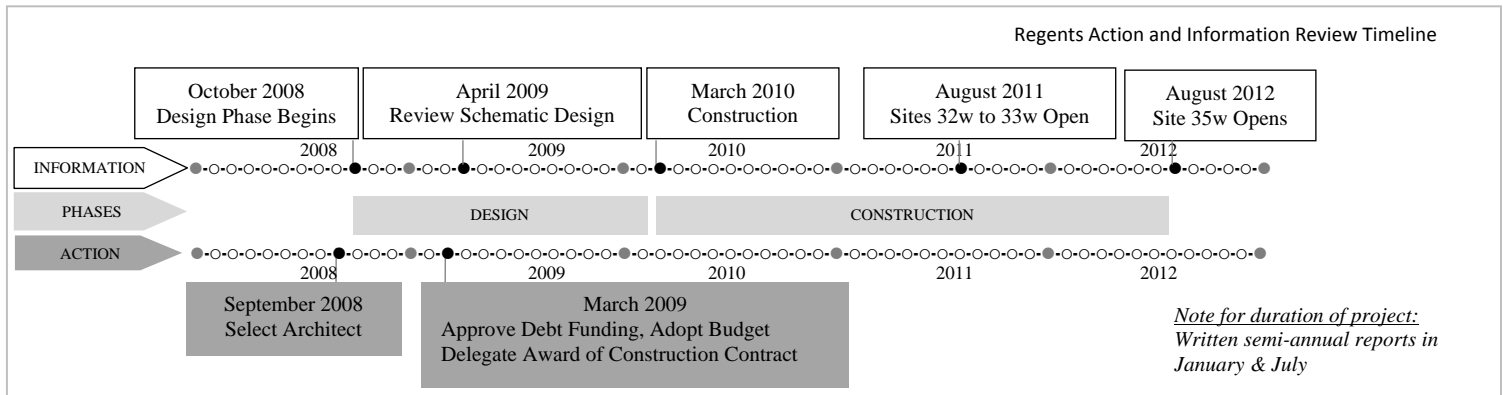 Regents Action and Information Review Timeline
October 2008
Design Phase Begins
April 2009
Review Schematic Design
March 2010
Construction
August 2011
Sites 32w to 33w Open
August 2012
Site 35w Opens
2008
2009
2010
2011
2012
INFORMATION
PHASES
DESIGN
CONSTRUCTION
ACTION
2008
2009
2010
2011
2012
September 2008
Select Architect
March 2009
Approve Debt Funding, Adopt Budget
Delegate Award of Construction Contract
Note for duration of project:
Written semi-annual reports in
January & July